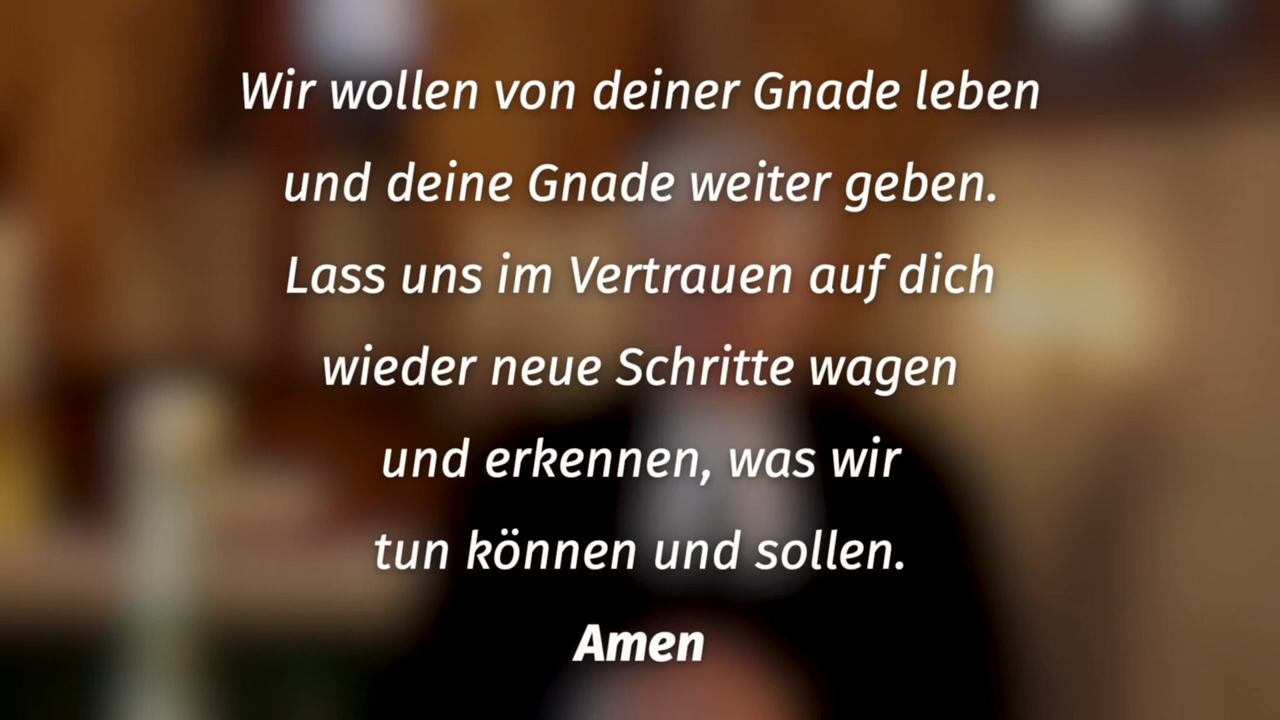 Wir wollen von deiner Gnade leben
und deine Gnade weiter geben.
Lass uns im Vertrauen auf dich
wieder neue Schritte wagen
und erkennen, was wir
tun können und sollen.
Amen